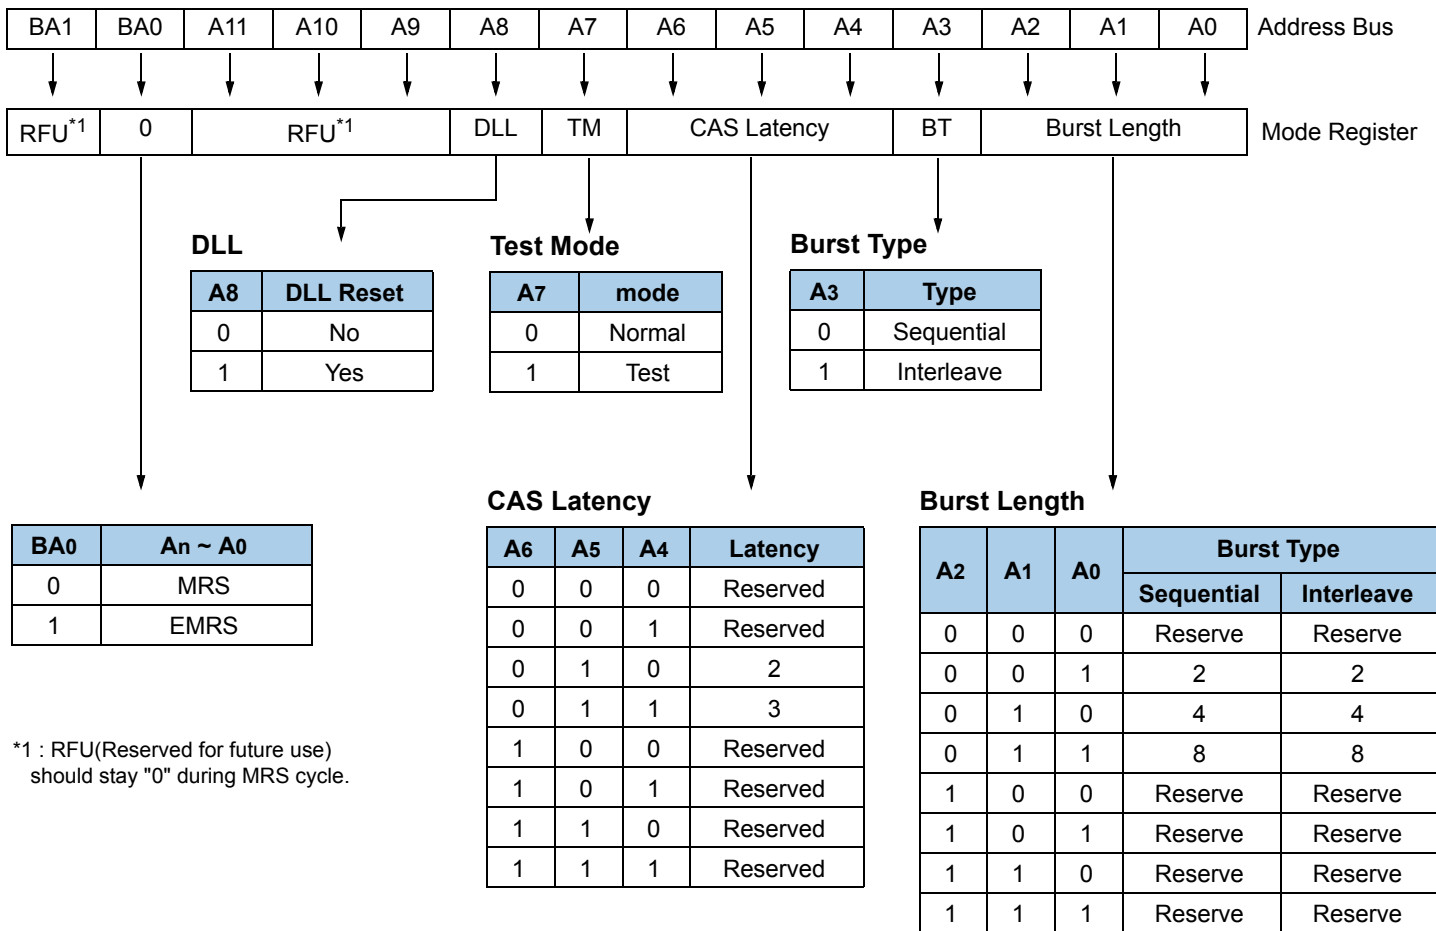 BA1 BA0 A11 A10 A9 A8 A7 A6 A5 A4 A3 A2 A1 A0 Address Bus
RFU*1 0 RFU*1 DLL TM CAS Latency BT Burst Length Mode Register
DLL
A8 DLL Reset
0 No
1 Yes
Test Mode
A7 mode
0 Normal
1 Test
Burst Type
A3 Type
0 Sequential
1 Interleave
BA0 An ~ A0
0 MRS
1 EMRS
*1 : RFU(Reserved for future use)
should stay "0" during MRS cycle.
CAS Latency
A6 A5 A4 Latency
0 0 0 Reserved
0 0 1 Reserved
0 1 0 2
0 1 1 3
1 0 0 Reserved
1 0 1 Reserved
1 1 0 Reserved
1 1 1 Reserved
Burst Length
A2 A1 A0 Burst Type
Sequential Interleave
0 0 0 Reserve Reserve
0 0 1 2 2
0 1 0 4 4
0 1 1 8 8
1 0 0 Reserve Reserve
1 0 1 Reserve Reserve
1 1 0 Reserve Reserve
1 1 1 Reserve Reserve